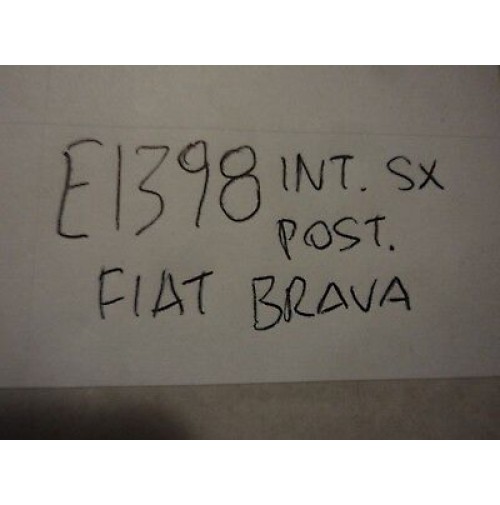 E1398 INT. SX
POST.
FIAT BRAVA